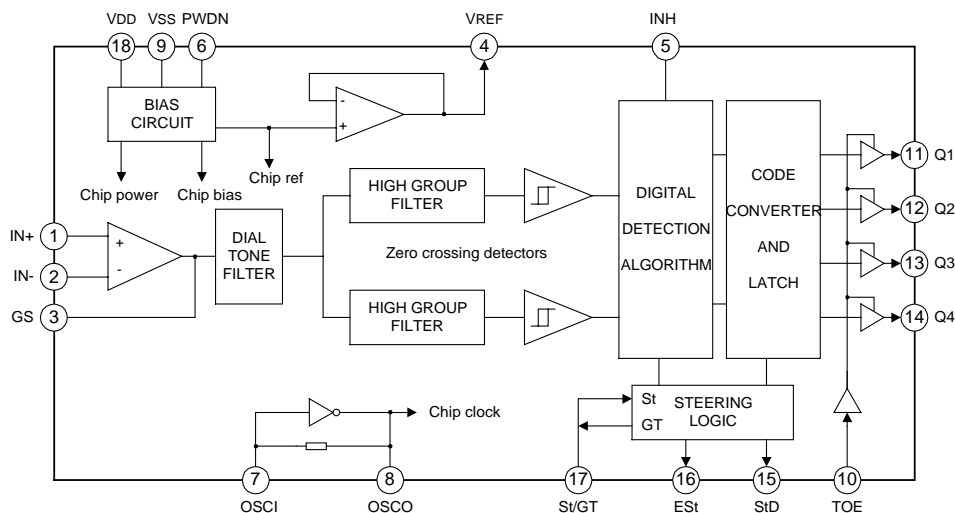 VDD VSS PWDN VREF INH
18 9 6 4 5
BIAS
CIRCUIT
-
+
Chip power
Chip bias
Chip ref
HIGH GROUP
FILTER
DIGITAL
DETECTION
ALGORITHM
CODE
CONVERTER
AND
LATCH
11 Q1
12 Q2
13 Q3
14 Q4
IN+ 1
IN- 2
GS 3
+
-
DIAL
TONE
FILTER
Zero crossing detectors
HIGH GROUP
FILTER
St
GT
STEERING
LOGIC
Chip clock
7 8 17 16 15 10
OSCI OSCO St/GT ESt StD TOE